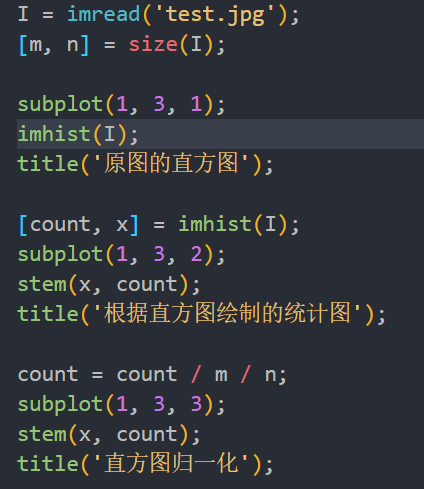 I = imread('test.jpg');
[m, n] = size(I);
subplot(1, 3, 1);
imhist(I);
title('原图的直方图');
[count, x] = imhist(I);
subplot(1, 3, 2);
stem(x, count);
title('根据直方图绘制的统计图');
count = count / m / n;
subplot(1, 3, 3);
stem(x, count);
title('直方图归一化');